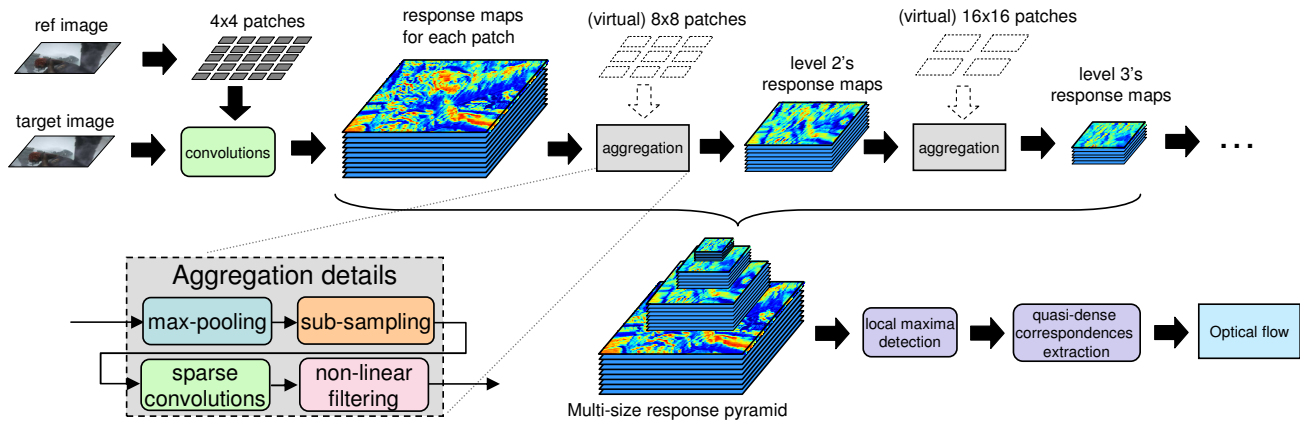 ref image
4x4 patches
response maps
for each patch
(virtual) 8x8 patches
(virtual) 16x16 patches
level 2's
response maps
level 3's
response maps
target image
convolutions
aggregation
aggregation
...
Aggregation details
max-pooling
sub-sampling
sparse
convolutions
non-linear
filtering
local maxima
detection
quasi-dense
correspondences
extraction
Optical flow
Multi-size response pyramid